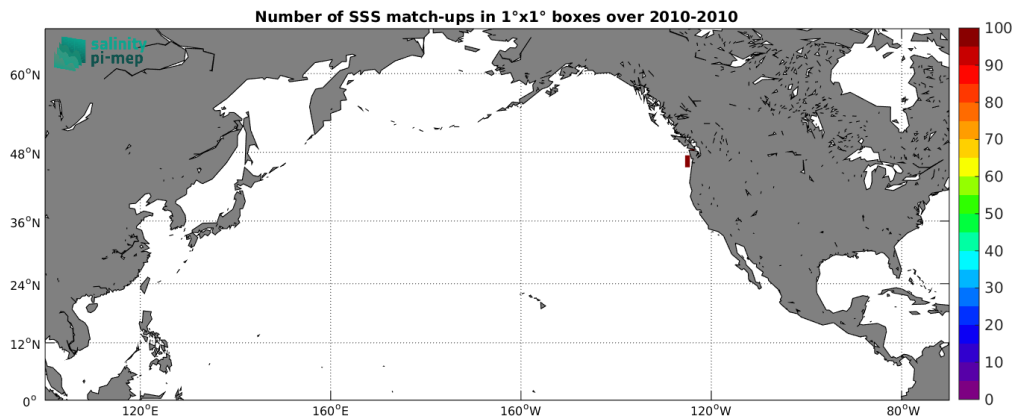 Number of SSS match-ups in 1°x1° boxes over 2010-2010
salinity
pi-mep
60°N
48°N
36°N
24°N
12°N
0°
120°E
160°E
160°W
120°W
80°W
100
90
80
70
60
50
40
30
20
10
0